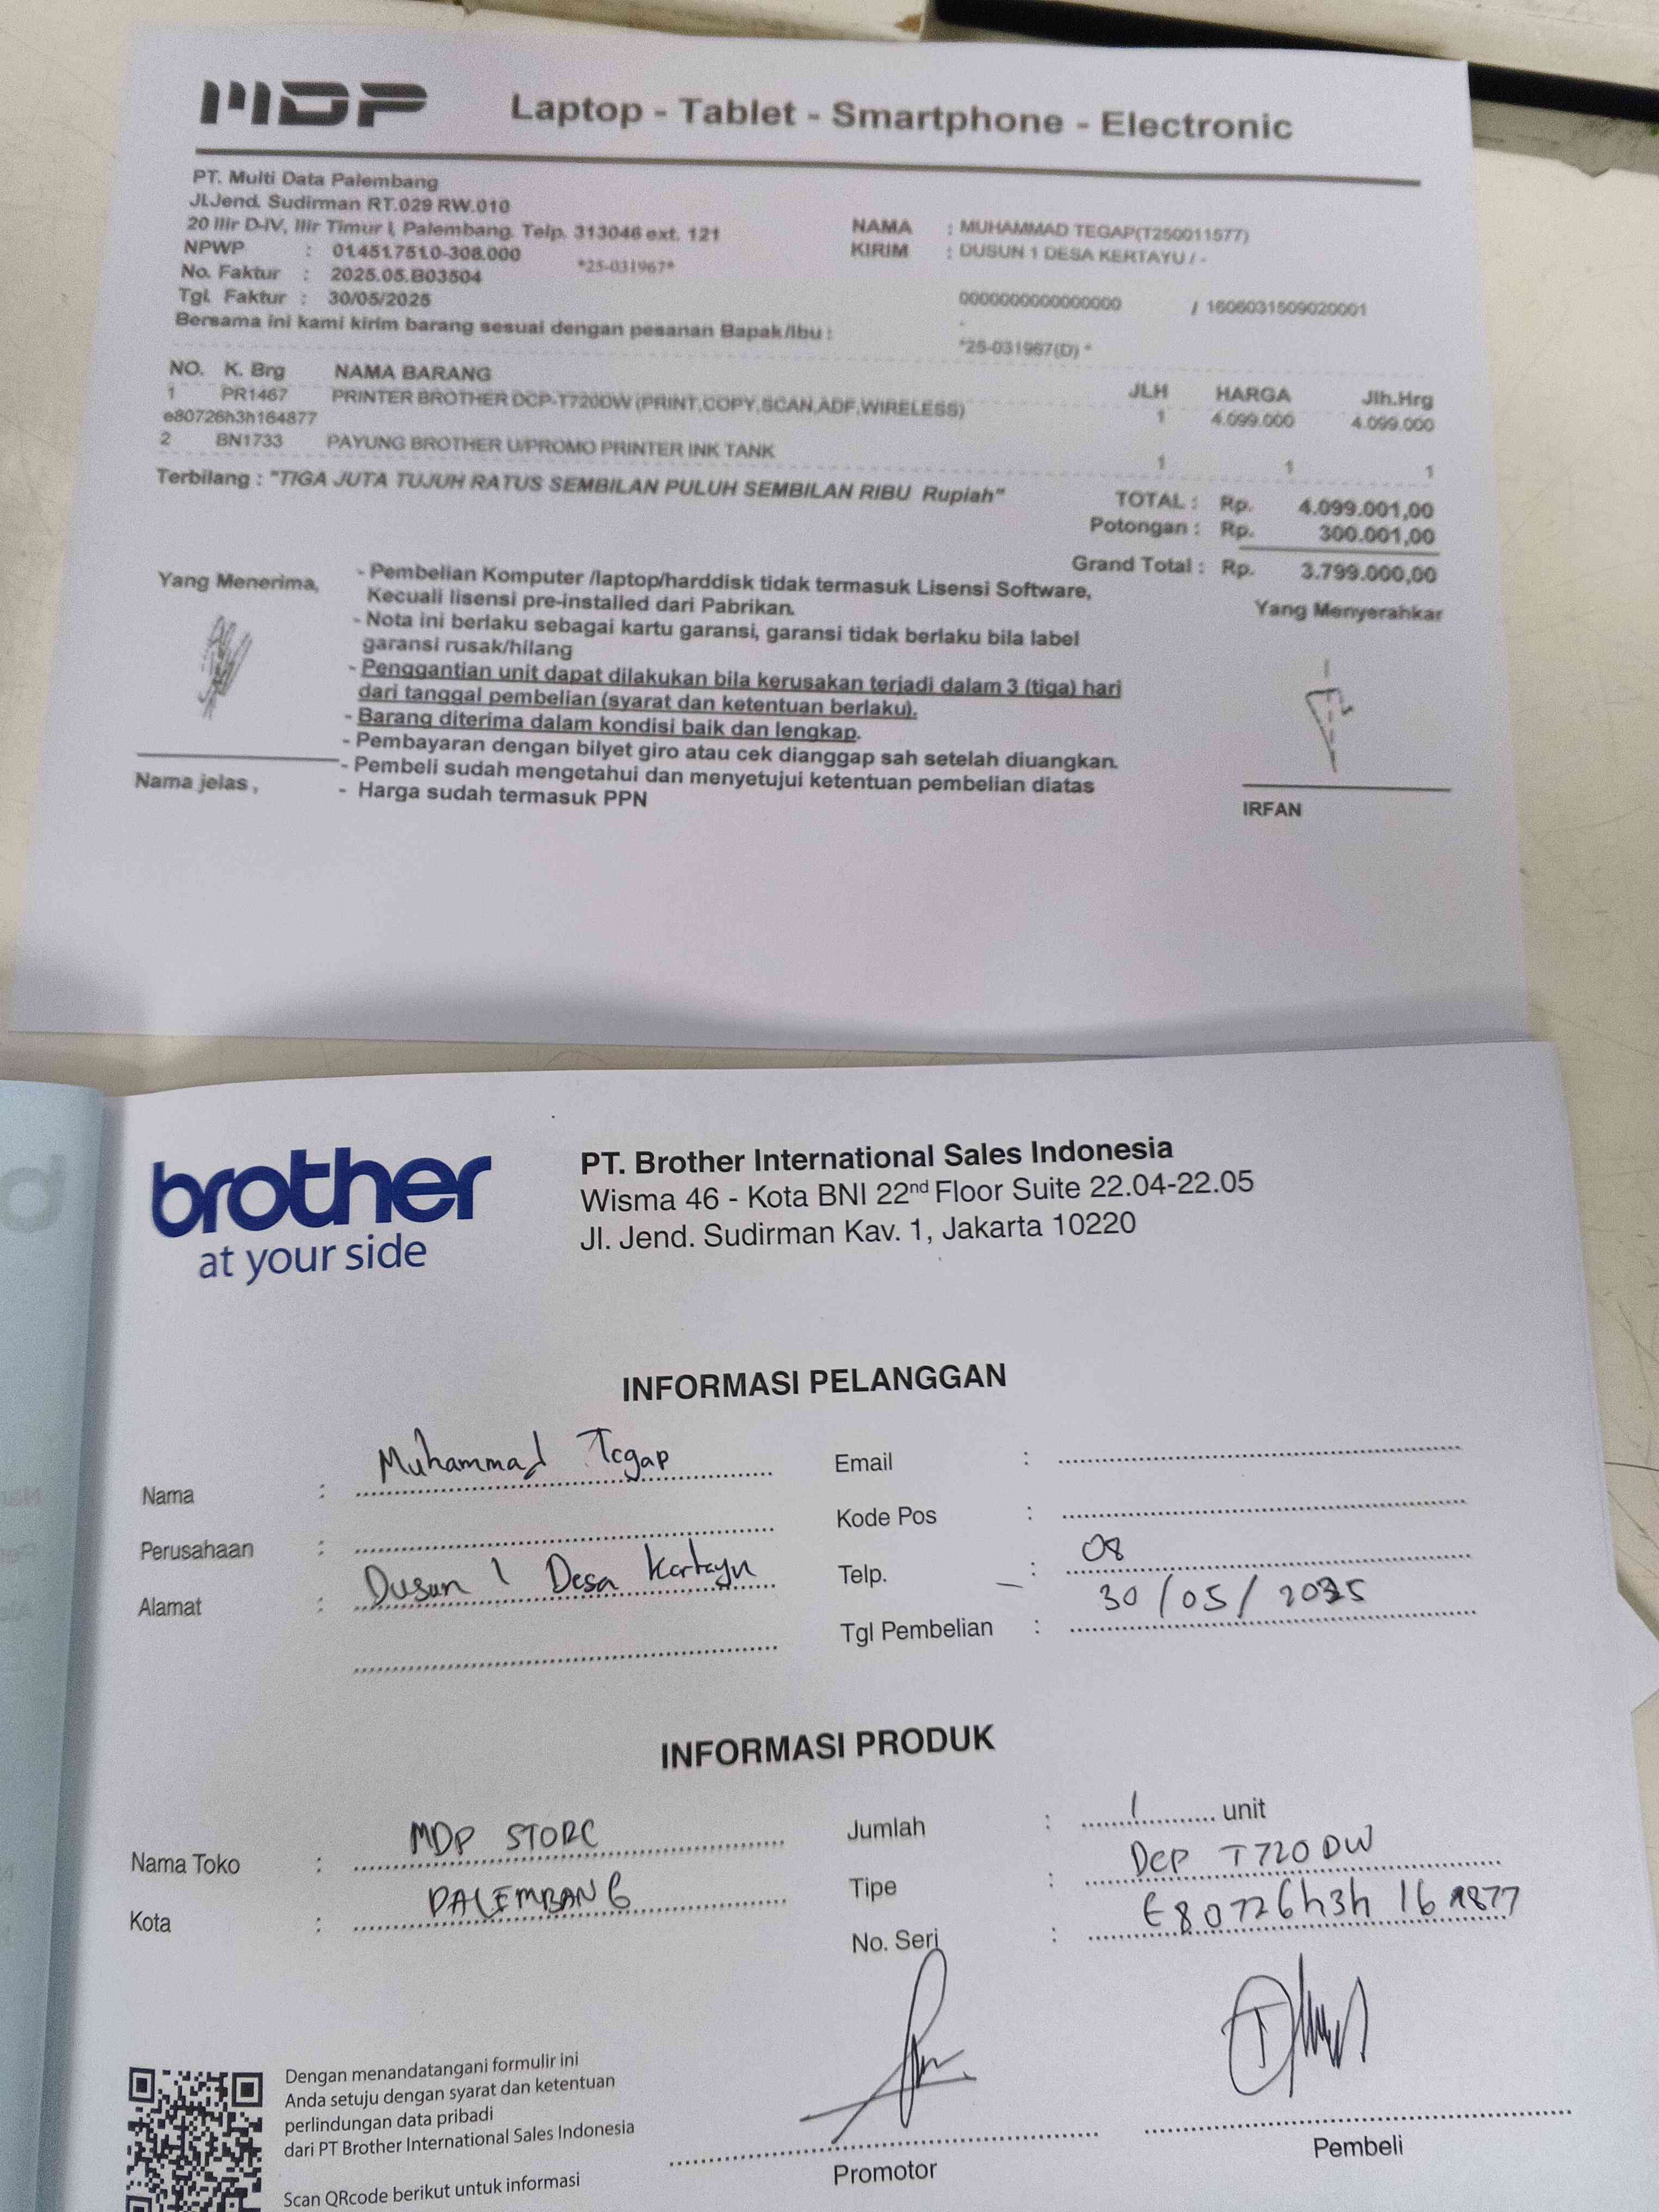 MDP Laptop - Tablet - Smartphone - Electronic
PT. Multi Data Palembang
Jl.Jend. Sudirman RT.029 RW.010
20 Ilir D-IV, Ilir Timur I, Palembang. Telp. 313046 ext. 121
NPWP : 01.451.751.0-308.000
No. Faktur : 2025.05.B03504 *25-031967*
Tgl. Faktur : 30/05/2025
Bersama ini kami kirim barang sesuai dengan pesanan Bapak/Ibu :
NAMA : MUHAMMAD TEGAP(T250011577)
KIRIM : DUSUN 1 DESA KERTAYU / -
0000000000000000 / 1606031509020001
-
*25-031967(D) *
NO. K. Brg NAMA BARANG JLH HARGA Jlh.Hrg
1 PR1467 PRINTER BROTHER DCP-T720DW (PRINT,COPY,SCAN,ADF,WIRELESS) 1 4.099.000 4.099.000
e80726h3h164877
2 BN1733 PAYUNG BROTHER U/PROMO PRINTER INK TANK 1 1 1
Terbilang : "TIGA JUTA TUJUH RATUS SEMBILAN PULUH SEMBILAN RIBU Rupiah"
TOTAL : Rp. 4.099.001,00
Potongan : Rp. 300.001,00
Grand Total : Rp. 3.799.000,00
Yang Menerima,
- Pembelian Komputer /laptop/harddisk tidak termasuk Lisensi Software,
Kecuali lisensi pre-installed dari Pabrikan.
- Nota ini berlaku sebagai kartu garansi, garansi tidak berlaku bila label
garansi rusak/hilang
- Penggantian unit dapat dilakukan bila kerusakan terjadi dalam 3 (tiga) hari
dari tanggal pembelian (syarat dan ketentuan berlaku).
- Barang diterima dalam kondisi baik dan lengkap.
- Pembayaran dengan bilyet giro atau cek dianggap sah setelah diuangkan.
- Pembeli sudah mengetahui dan menyetujui ketentuan pembelian diatas
- Harga sudah termasuk PPN
Nama jelas ,
Yang Menyerahkan
IRFAN
brother
at your side
PT. Brother International Sales Indonesia
Wisma 46 - Kota BNI 22nd Floor Suite 22.04-22.05
Jl. Jend. Sudirman Kav. 1, Jakarta 10220
INFORMASI PELANGGAN
Nama : Muhammad Tegap
Perusahaan :
Alamat : Dusun 1 Desa Kertayu
Email :
Kode Pos :
Telp. : 08
Tgl Pembelian : 30/05/2025
INFORMASI PRODUK
Nama Toko : MDP STORE
Kota : PALEMBANG
Jumlah : 1 unit
Tipe : DCP T720DW
No. Seri : E80726h3h164877
Dengan menandatangani formulir ini
Anda setuju dengan syarat dan ketentuan
perlindungan data pribadi
dari PT Brother International Sales Indonesia
Scan QRcode berikut untuk informasi
Promotor
Pembeli